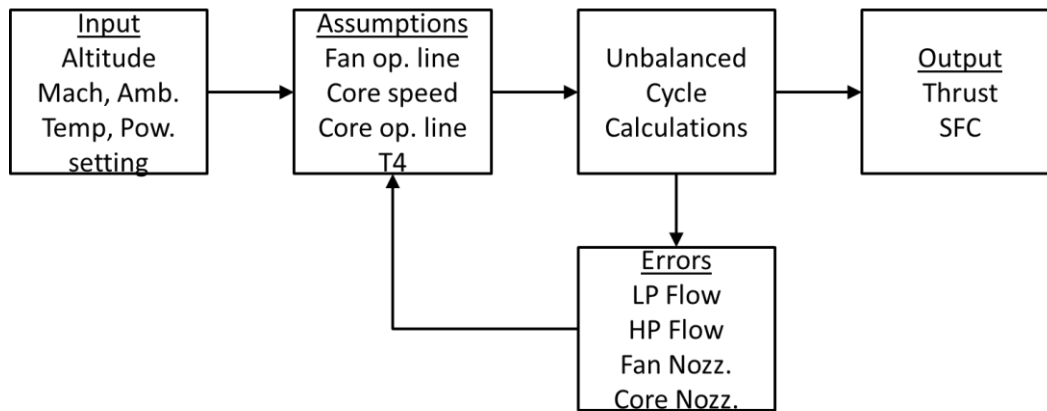 Input
Altitude
Mach, Amb.
Temp, Pow.
setting
Assumptions
Fan op. line
Core speed
Core op. line
T4
Unbalanced
Cycle
Calculations
Output
Thrust
SFC
Errors
LP Flow
HP Flow
Fan Nozz.
Core Nozz.